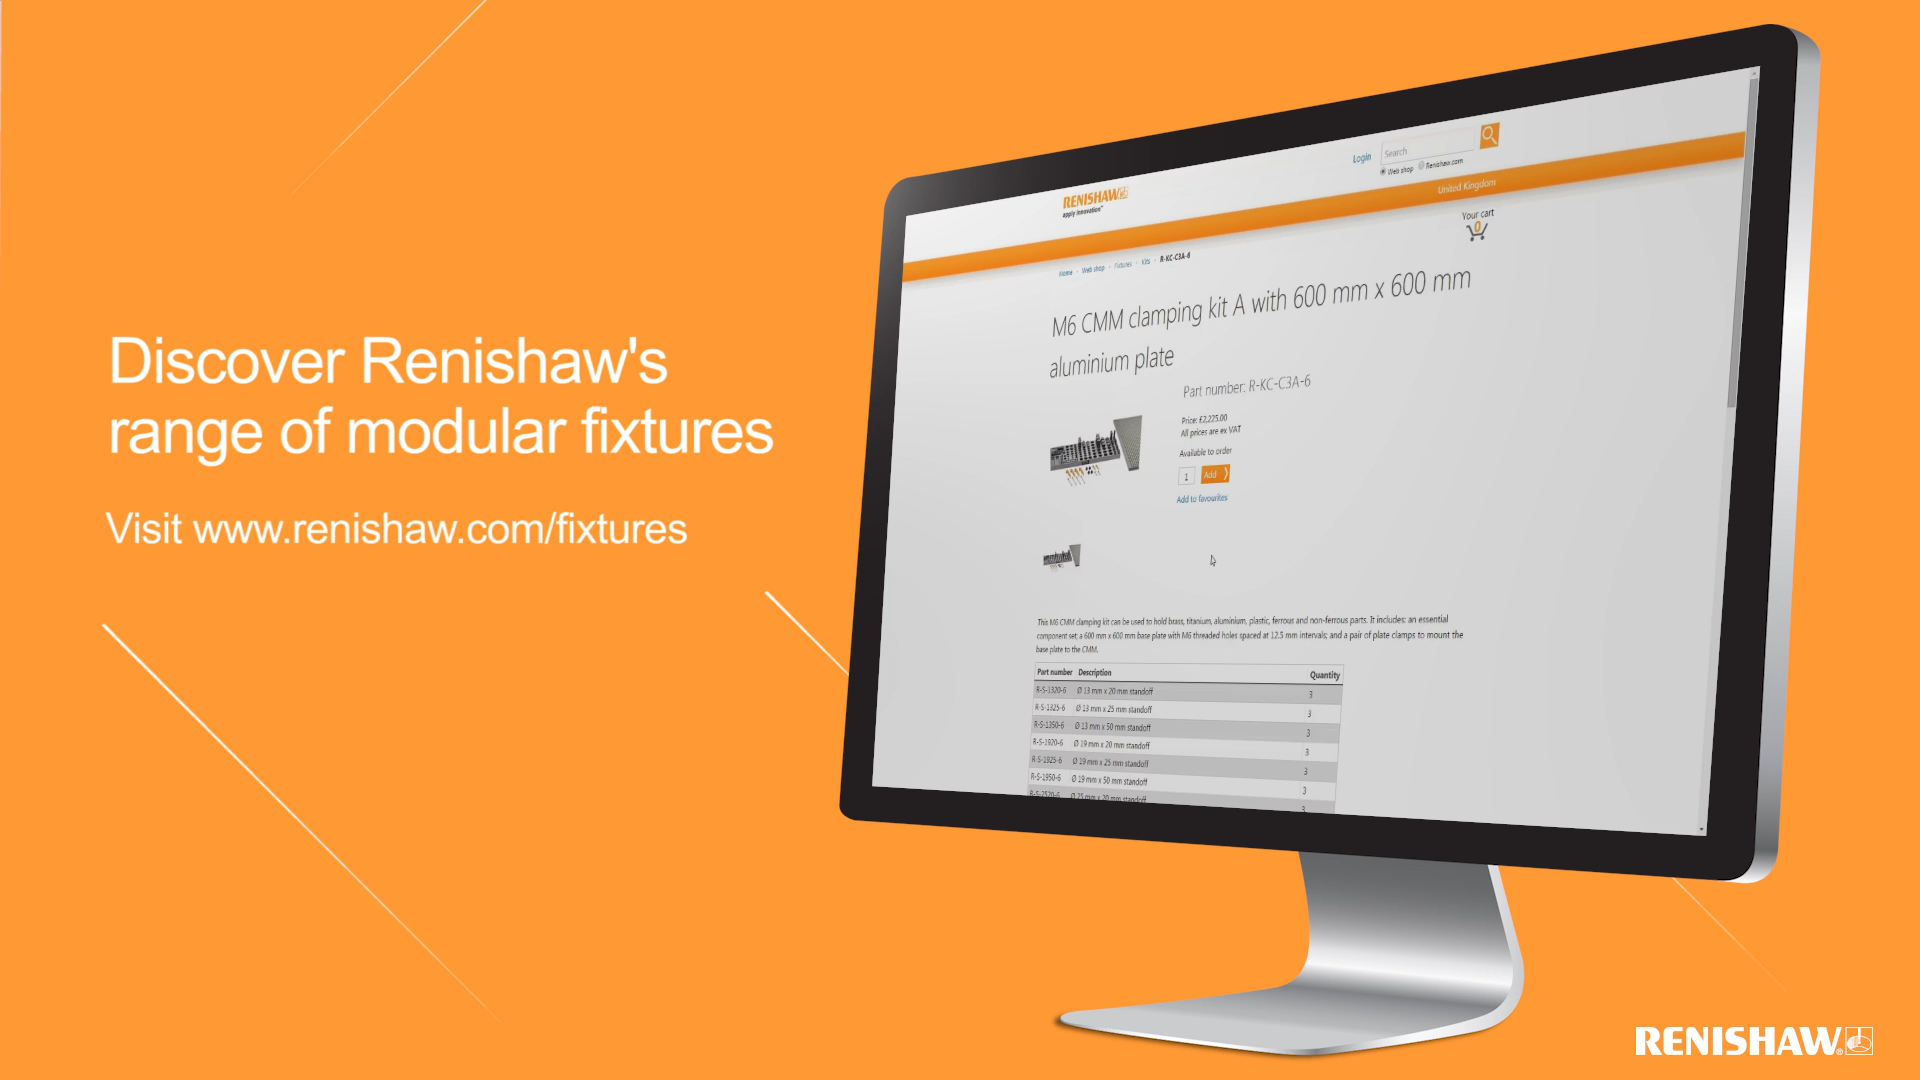 Discover Renishaw's
range of modular fixtures
Visit www.renishaw.com/fixtures
RENISHAW
apply innovation™
Login
Search
Web shop Renishaw.com
United Kingdom
Your cart
0
Home - Web shop - Fixtures - Kits - R-KC-C3A-6
M6 CMM clamping kit A with 600 mm x 600 mm
aluminium plate
Part number: R-KC-C3A-6
Price: £2,225.00
All prices are ex VAT
Available to order
1 Add
Add to favourites
This M6 CMM clamping kit can be used to hold brass, titanium, aluminium, plastic, ferrous and non-ferrous parts. It includes: an essential
component set; a 600 mm x 600 mm base plate with M6 threaded holes spaced at 12.5 mm intervals; and a pair of plate clamps to mount the
base plate to the CMM.
Part number Description Quantity
R-S-1320-6 Ø 13 mm x 20 mm standoff 3
R-S-1325-6 Ø 13 mm x 25 mm standoff 3
R-S-1350-6 Ø 13 mm x 50 mm standoff 3
R-S-1920-6 Ø 19 mm x 20 mm standoff 3
R-S-1925-6 Ø 19 mm x 25 mm standoff 3
R-S-1950-6 Ø 19 mm x 50 mm standoff 3
R-S-2520-6 Ø 25 mm x 20 mm standoff 3
RENISHAW®